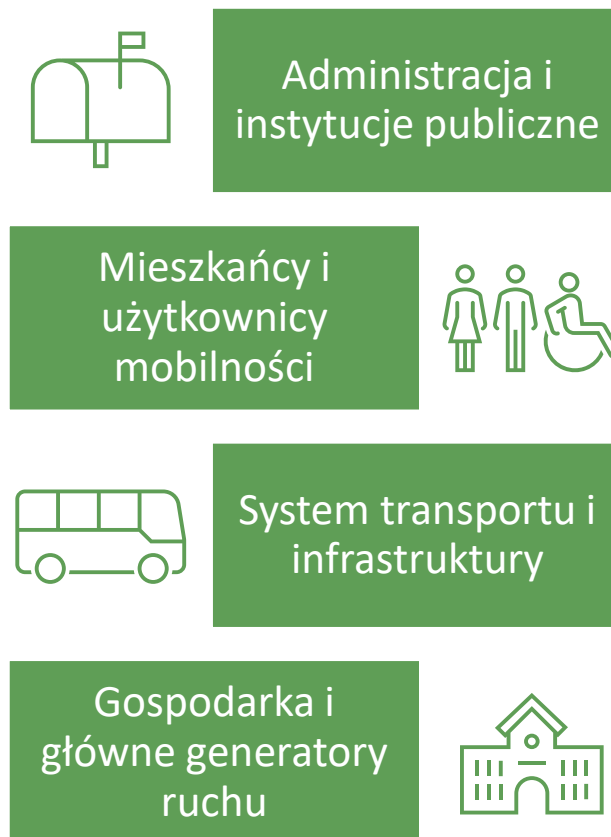 Administracja i
instytucje publiczne
Mieszkańcy i
użytkownicy
mobilności
System transportu i
infrastruktury
Gospodarka i
główne generatory
ruchu